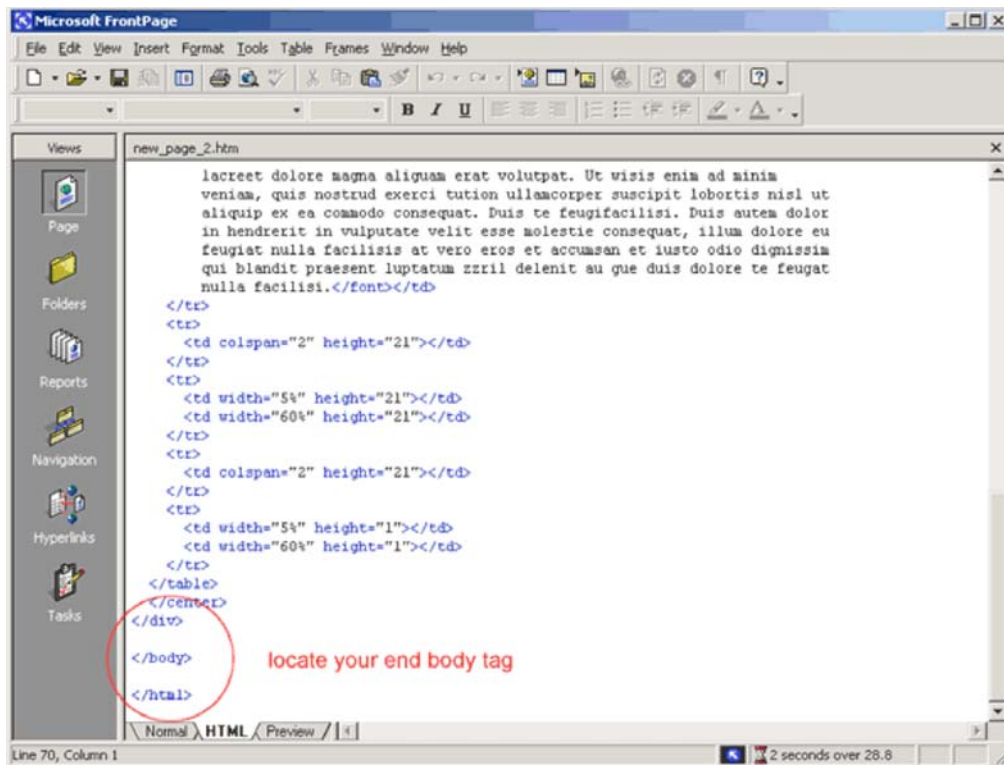 Microsoft FrontPage
File Edit View Insert Format Tools Table Frames Window Help
B I U
Views
new_page_2.htm
Page
Folders
Reports
Navigation
Hyperlinks
Tasks
lacreet dolore magna aliquam erat volutpat. Ut wisis enim ad minim
veniam, quis nostrud exerci tution ullamcorper suscipit lobortis nisl ut
aliquip ex ea commodo consequat. Duis te feugifacilisi. Duis autem dolor
in hendrerit in vulputate velit esse molestie consequat, illum dolore eu
feugiat nulla facilisis at vero eros et accumsan et iusto odio dignissim
qui blandit praesent luptatum zzril delenit au gue duis dolore te feugat
nulla facilisi.</font></td>
</tr>
<tr>
<td colspan="2" height="21"></td>
</tr>
<tr>
<td width="5%" height="21"></td>
<td width="60%" height="21"></td>
</tr>
<tr>
<td colspan="2" height="21"></td>
</tr>
<tr>
<td width="5%" height="1"></td>
<td width="60%" height="1"></td>
</tr>
</table>
</center>
</div>
</body>
locate your end body tag
</html>
Normal HTML Preview
Line 70, Column 1
2 seconds over 28.8